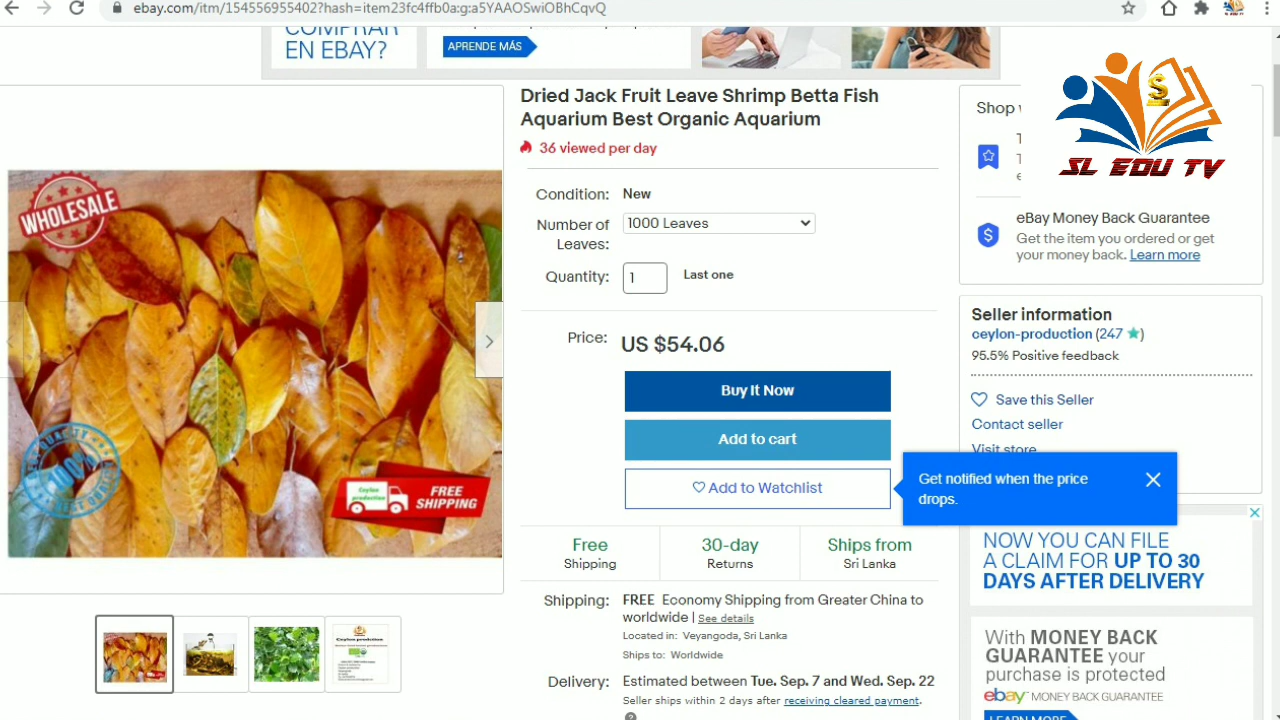 ebay.com/itm/154556955402?hash=item23fc4ffb0a:g:a5YAAOSwiOBhCqvQ
COMPRAR
EN EBAY?
APRENDE MÁS
Dried Jack Fruit Leave Shrimp Betta Fish
Aquarium Best Organic Aquarium
36 viewed per day
Condition: New
Number of Leaves: 1000 Leaves
Quantity: 1 Last one
Price: US $54.06
Buy It Now
Add to cart
Add to Watchlist
Get notified when the price
drops.
Free
Shipping
30-day
Returns
Ships from
Sri Lanka
Shipping: FREE Economy Shipping from Greater China to
worldwide | See details
Located in: Veyangoda, Sri Lanka
Ships to: Worldwide
Delivery: Estimated between Tue. Sep. 7 and Wed. Sep. 22
Seller ships within 2 days after receiving cleared payment.
WHOLESALE
100%
Ceylon
production
FREE
SHIPPING
Shop
SL EDU TV
eBay Money Back Guarantee
Get the item you ordered or get
your money back. Learn more
Seller information
ceylon-production (247)
95.5% Positive feedback
Save this Seller
Contact seller
Visit store
NOW YOU CAN FILE
A CLAIM FOR UP TO 30
DAYS AFTER DELIVERY
With MONEY BACK
GUARANTEE your
purchase is protected
ebay MONEY BACK GUARANTEE
LEARN MORE